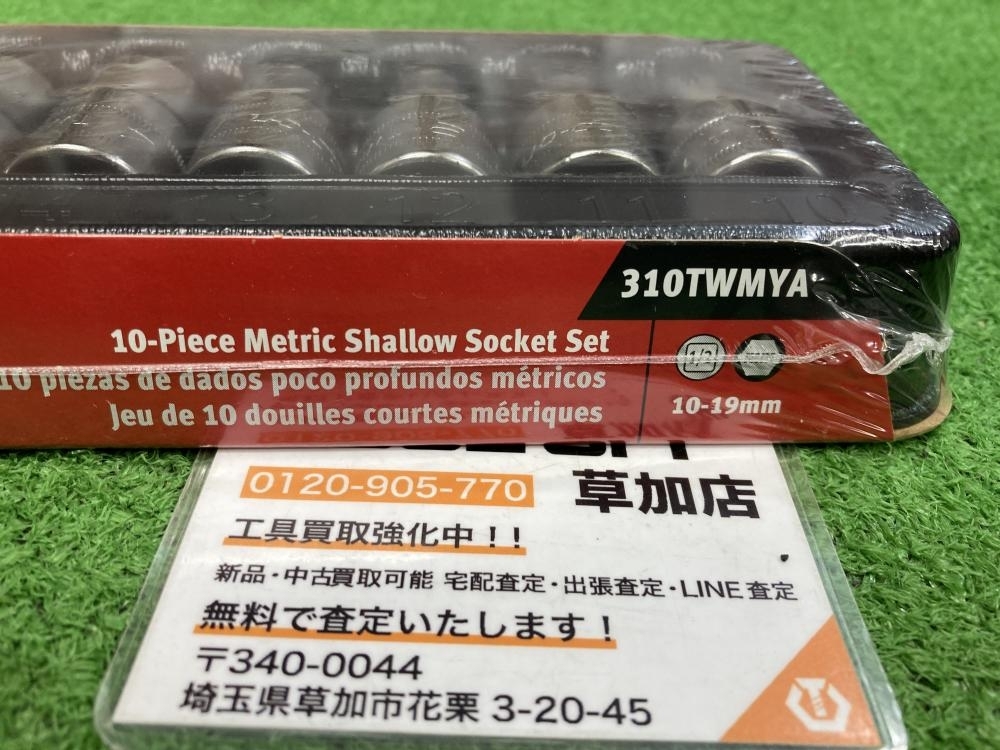 13 12 11 10
310TWMYA
10-Piece Metric Shallow Socket Set
10 piezas de dados poco profundos métricos
Jeu de 10 douilles courtes métriques
1/2
10-19mm
0120-905-770
草加店
工具買取強化中!!
新品・中古買取可能 宅配査定・出張査定・LINE査定
無料で査定いたします!
〒340-0044
埼玉県草加市花栗 3-20-45